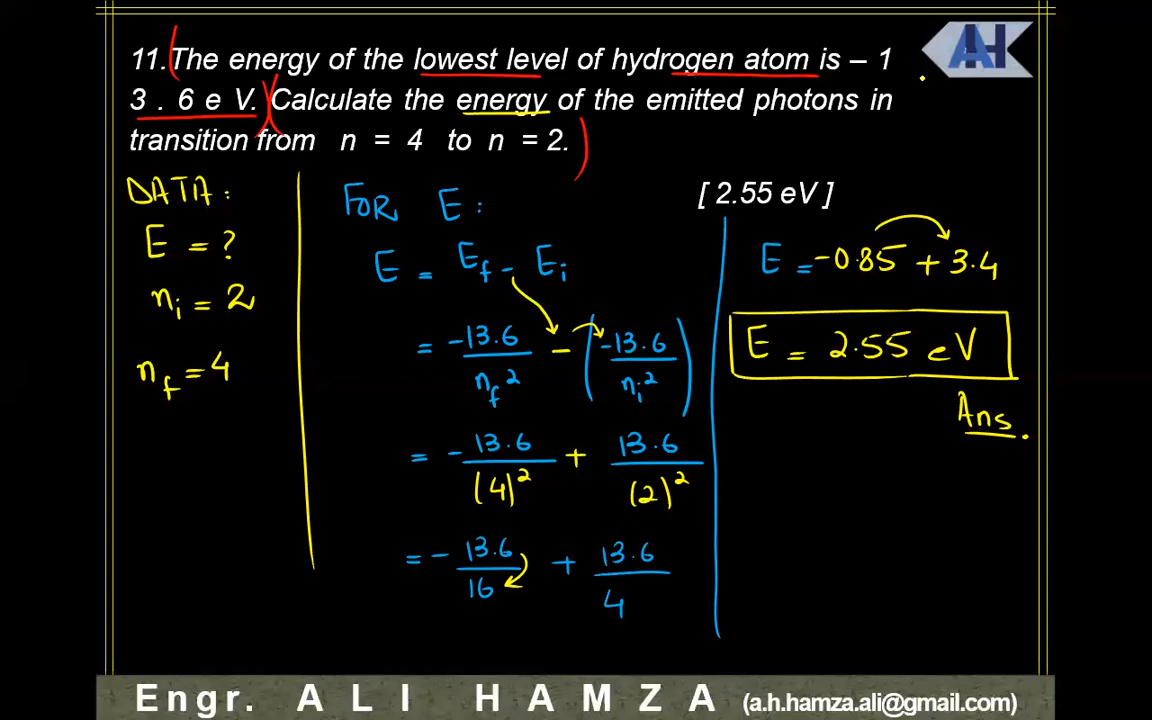 11. The energy of the lowest level of hydrogen atom is – 1
3 . 6 e V. Calculate the energy of the emitted photons in
transition from n = 4 to n = 2.
[ 2.55 eV ]
DATA :
E = ?
nᵢ = 2
n_f = 4
FOR E :
E = E_f - Eᵢ
= -13.6/n_f² - (-13.6/nᵢ²)
= - 13.6/(4)² + 13.6/(2)²
= - 13.6/16 + 13.6/4
E = -0.85 + 3.4
E = 2.55 eV
Ans.
AH
Engr. ALI HAMZA (a.h.hamza.ali@gmail.com)